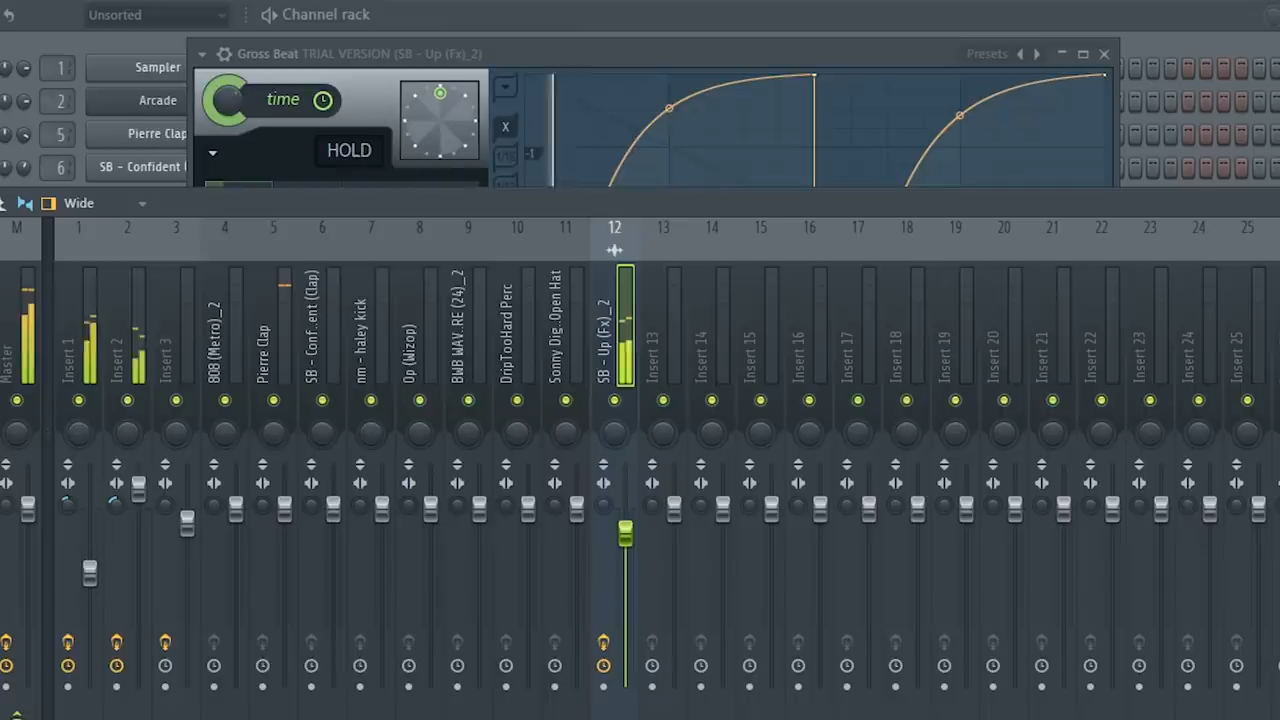 Unsorted
Channel rack
Gross Beat TRIAL VERSION (SB - Up (Fx)_2)
Presets
1 Sampler
2 Arcade
5 Pierre Clap
6 SB - Confident
time
HOLD
X
-1
Wide
M 1 2 3 4 5 6 7 8 9 10 11 12 13 14 15 16 17 18 19 20 21 22 23 24 25
Master
Insert 1
Insert 2
Insert 3
808 (Metro)_2
Pierre Clap
SB - Conf..ent (Clap)
nm - haley kick
Op (Wizop)
BWB WAV..RE (24)_2
DripTooHard Perc
Sonny Dig..Open Hat
SB - Up (Fx)_2
Insert 13
Insert 14
Insert 15
Insert 16
Insert 17
Insert 18
Insert 19
Insert 20
Insert 21
Insert 22
Insert 23
Insert 24
Insert 25